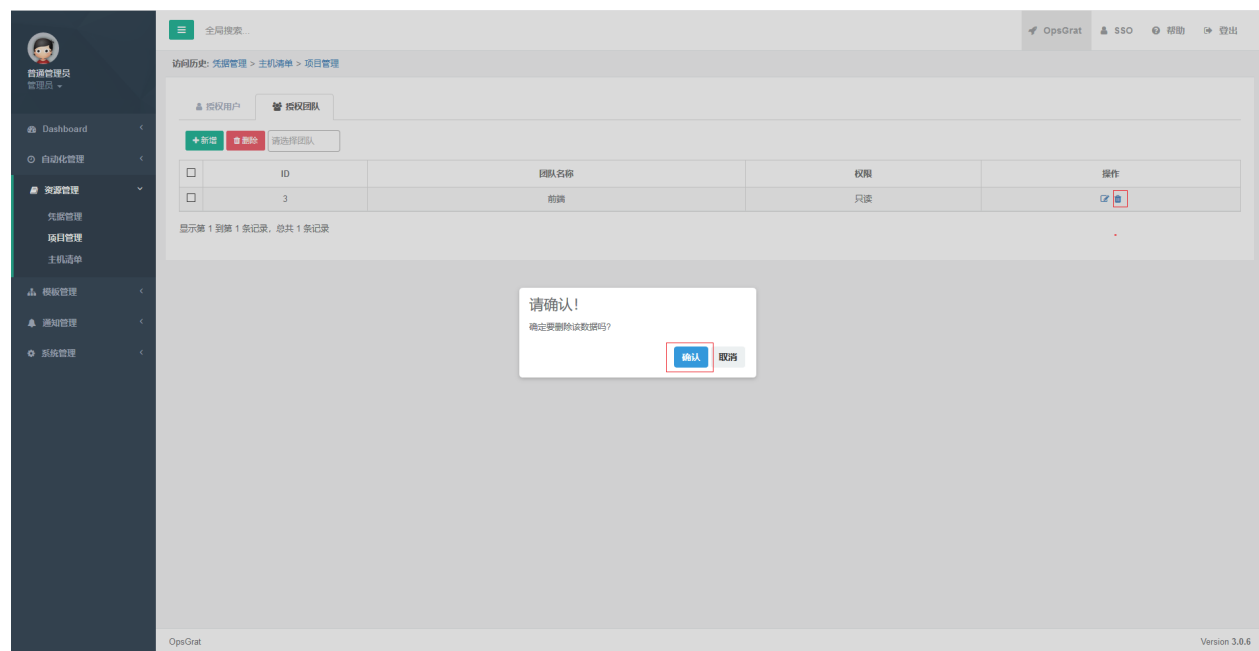 全局搜索...
OpsGrat
SSO
帮助
登出
普通管理员
管理员
访问历史: 凭据管理 > 主机清单 > 项目管理
授权用户
授权团队
新增
删除
请选择团队
ID
团队名称
权限
操作
3
前端
只读
显示第 1 到第 1 条记录，总共 1 条记录
Dashboard
自动化管理
资源管理
凭据管理
项目管理
主机清单
模板管理
通知管理
系统管理
请确认!
确定要删除该数据吗?
确认
取消
OpsGrat
Version 3.0.6